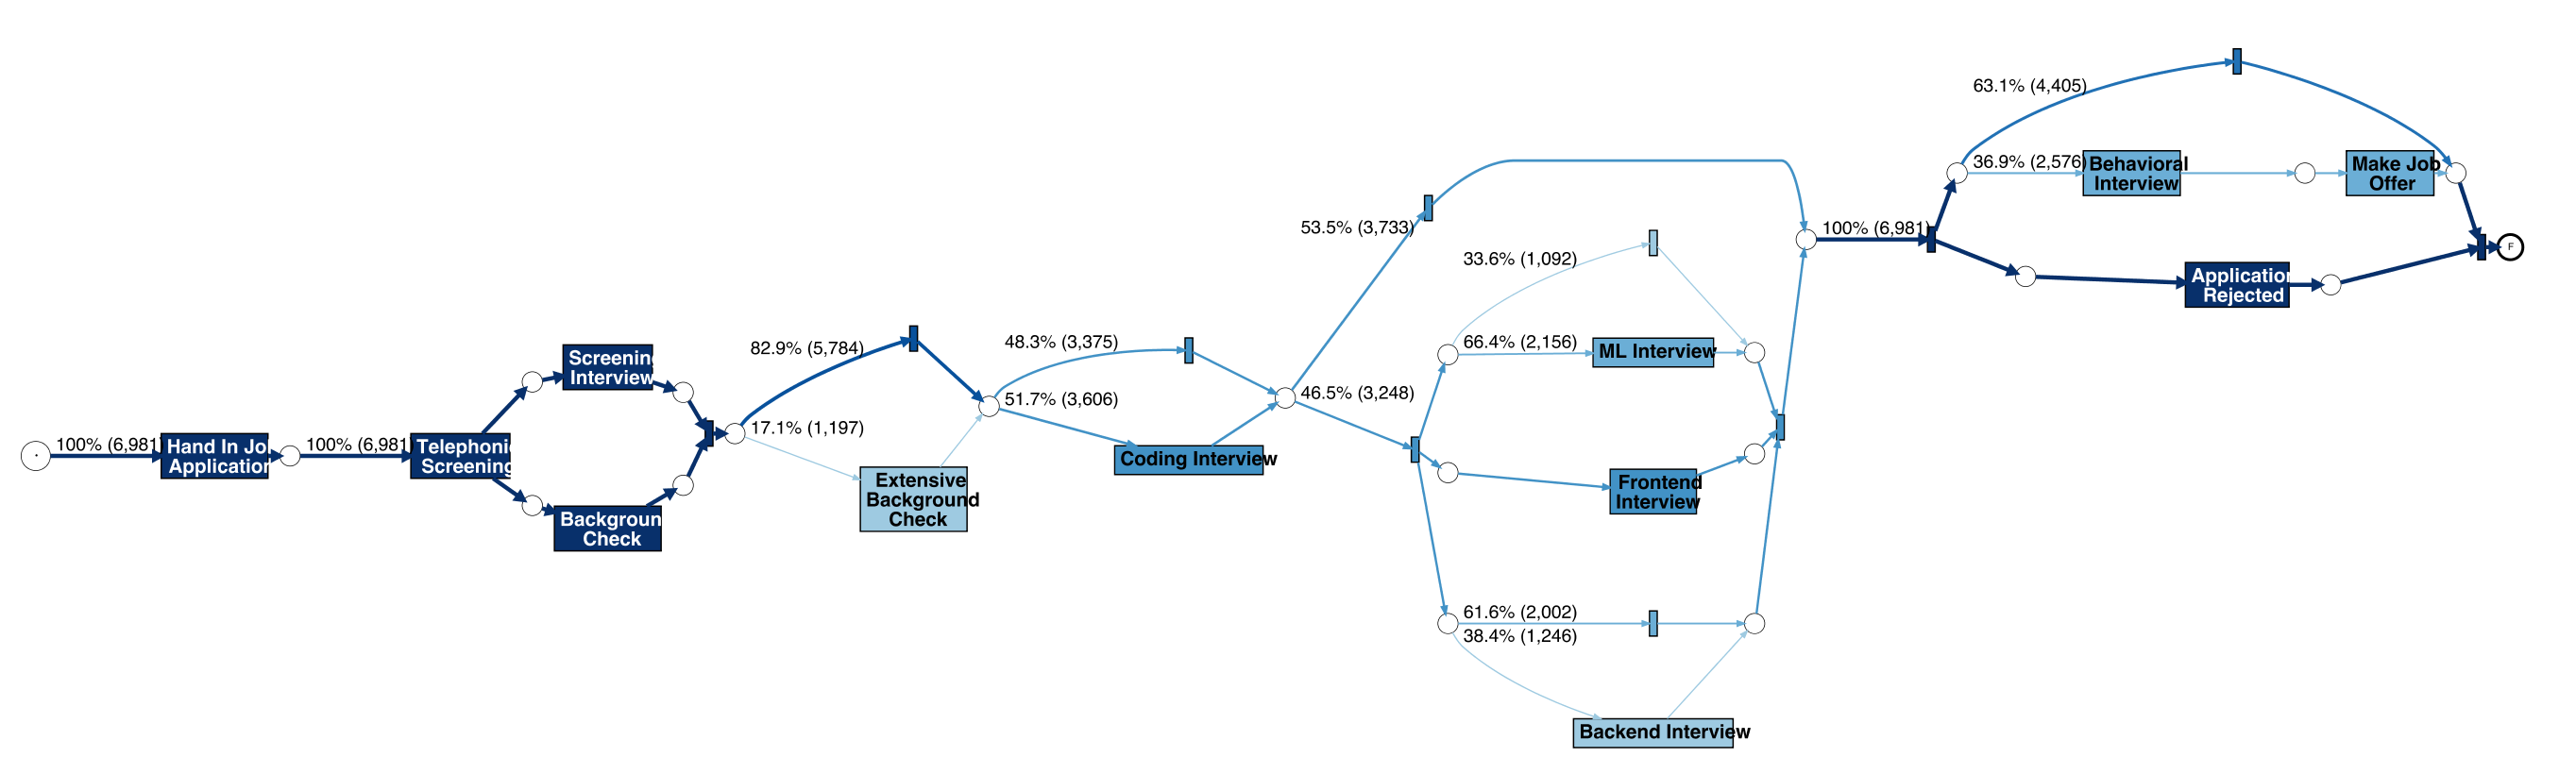 100% (6,981)
Hand In Jo
Application
100% (6,981)
Telephoni
Screening
Screenin
Interview
Backgroun
Check
82.9% (5,784)
17.1% (1,197)
Extensive
Background
Check
48.3% (3,375)
51.7% (3,606)
Coding Interview
53.5% (3,733)
46.5% (3,248)
33.6% (1,092)
66.4% (2,156)
ML Interview
Frontend
Interview
61.6% (2,002)
38.4% (1,246)
Backend Interview
100% (6,981)
63.1% (4,405)
36.9% (2,576)
Behavioral
Interview
Make Job
Offer
Application
Rejected
F